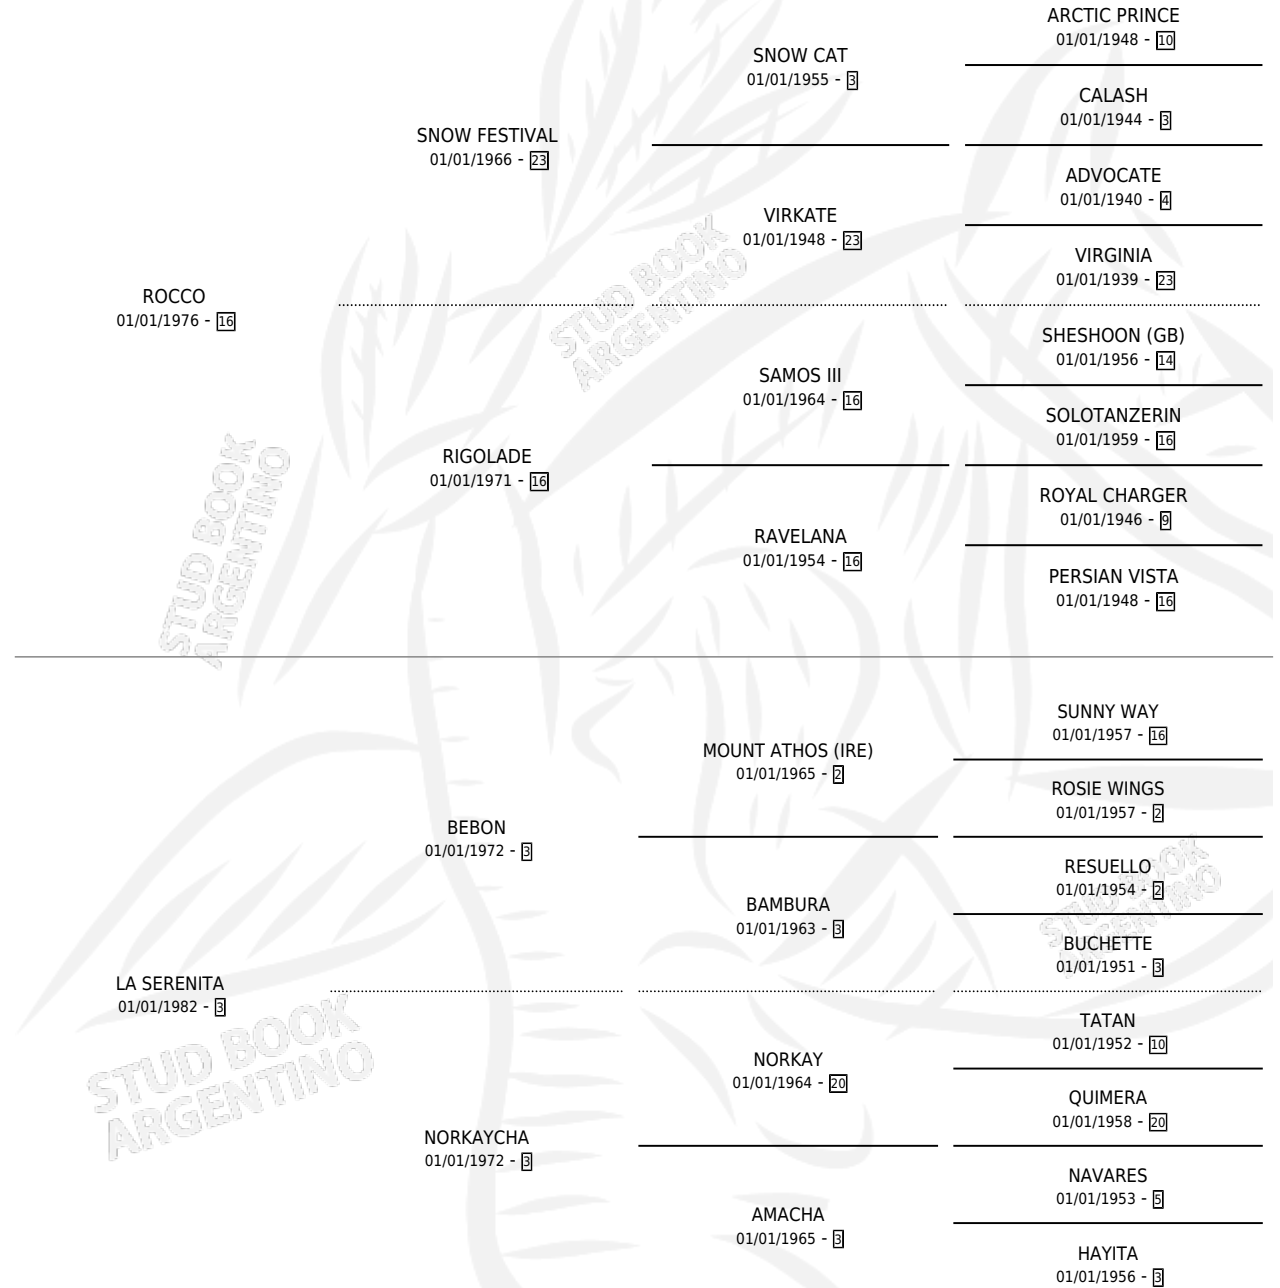 ARCTIC PRINCE
01/01/1948 - 10
SNOW CAT
01/01/1955 - 3
CALASH
01/01/1944 - 3
SNOW FESTIVAL
01/01/1966 - 23
ADVOCATE
01/01/1940 - 4
VIRKATE
01/01/1948 - 23
VIRGINIA
01/01/1939 - 23
ROCCO
01/01/1976 - 16
SHESHOON (GB)
01/01/1956 - 14
SAMOS III
01/01/1964 - 16
SOLOTANZERIN
01/01/1959 - 16
RIGOLADE
01/01/1971 - 16
ROYAL CHARGER
01/01/1946 - 9
RAVELANA
01/01/1954 - 16
PERSIAN VISTA
01/01/1948 - 16
STUD BOOK
ARGENTINO
STUD BOOK
ARGENTINO
SUNNY WAY
01/01/1957 - 16
MOUNT ATHOS (IRE)
01/01/1965 - 2
ROSIE WINGS
01/01/1957 - 2
BEBON
01/01/1972 - 3
RESUELLO
01/01/1954 - 2
BAMBURA
01/01/1963 - 3
BUCHETTE
01/01/1951 - 3
STUD BOOK
ARGENTINO
LA SERENITA
01/01/1982 - 3
TATAN
01/01/1952 - 10
NORKAY
01/01/1964 - 20
QUIMERA
01/01/1958 - 20
NORKAYCHA
01/01/1972 - 3
NAVARES
01/01/1953 - 5
AMACHA
01/01/1965 - 3
HAYITA
01/01/1956 - 3
STUD BOOK
ARGENTINO